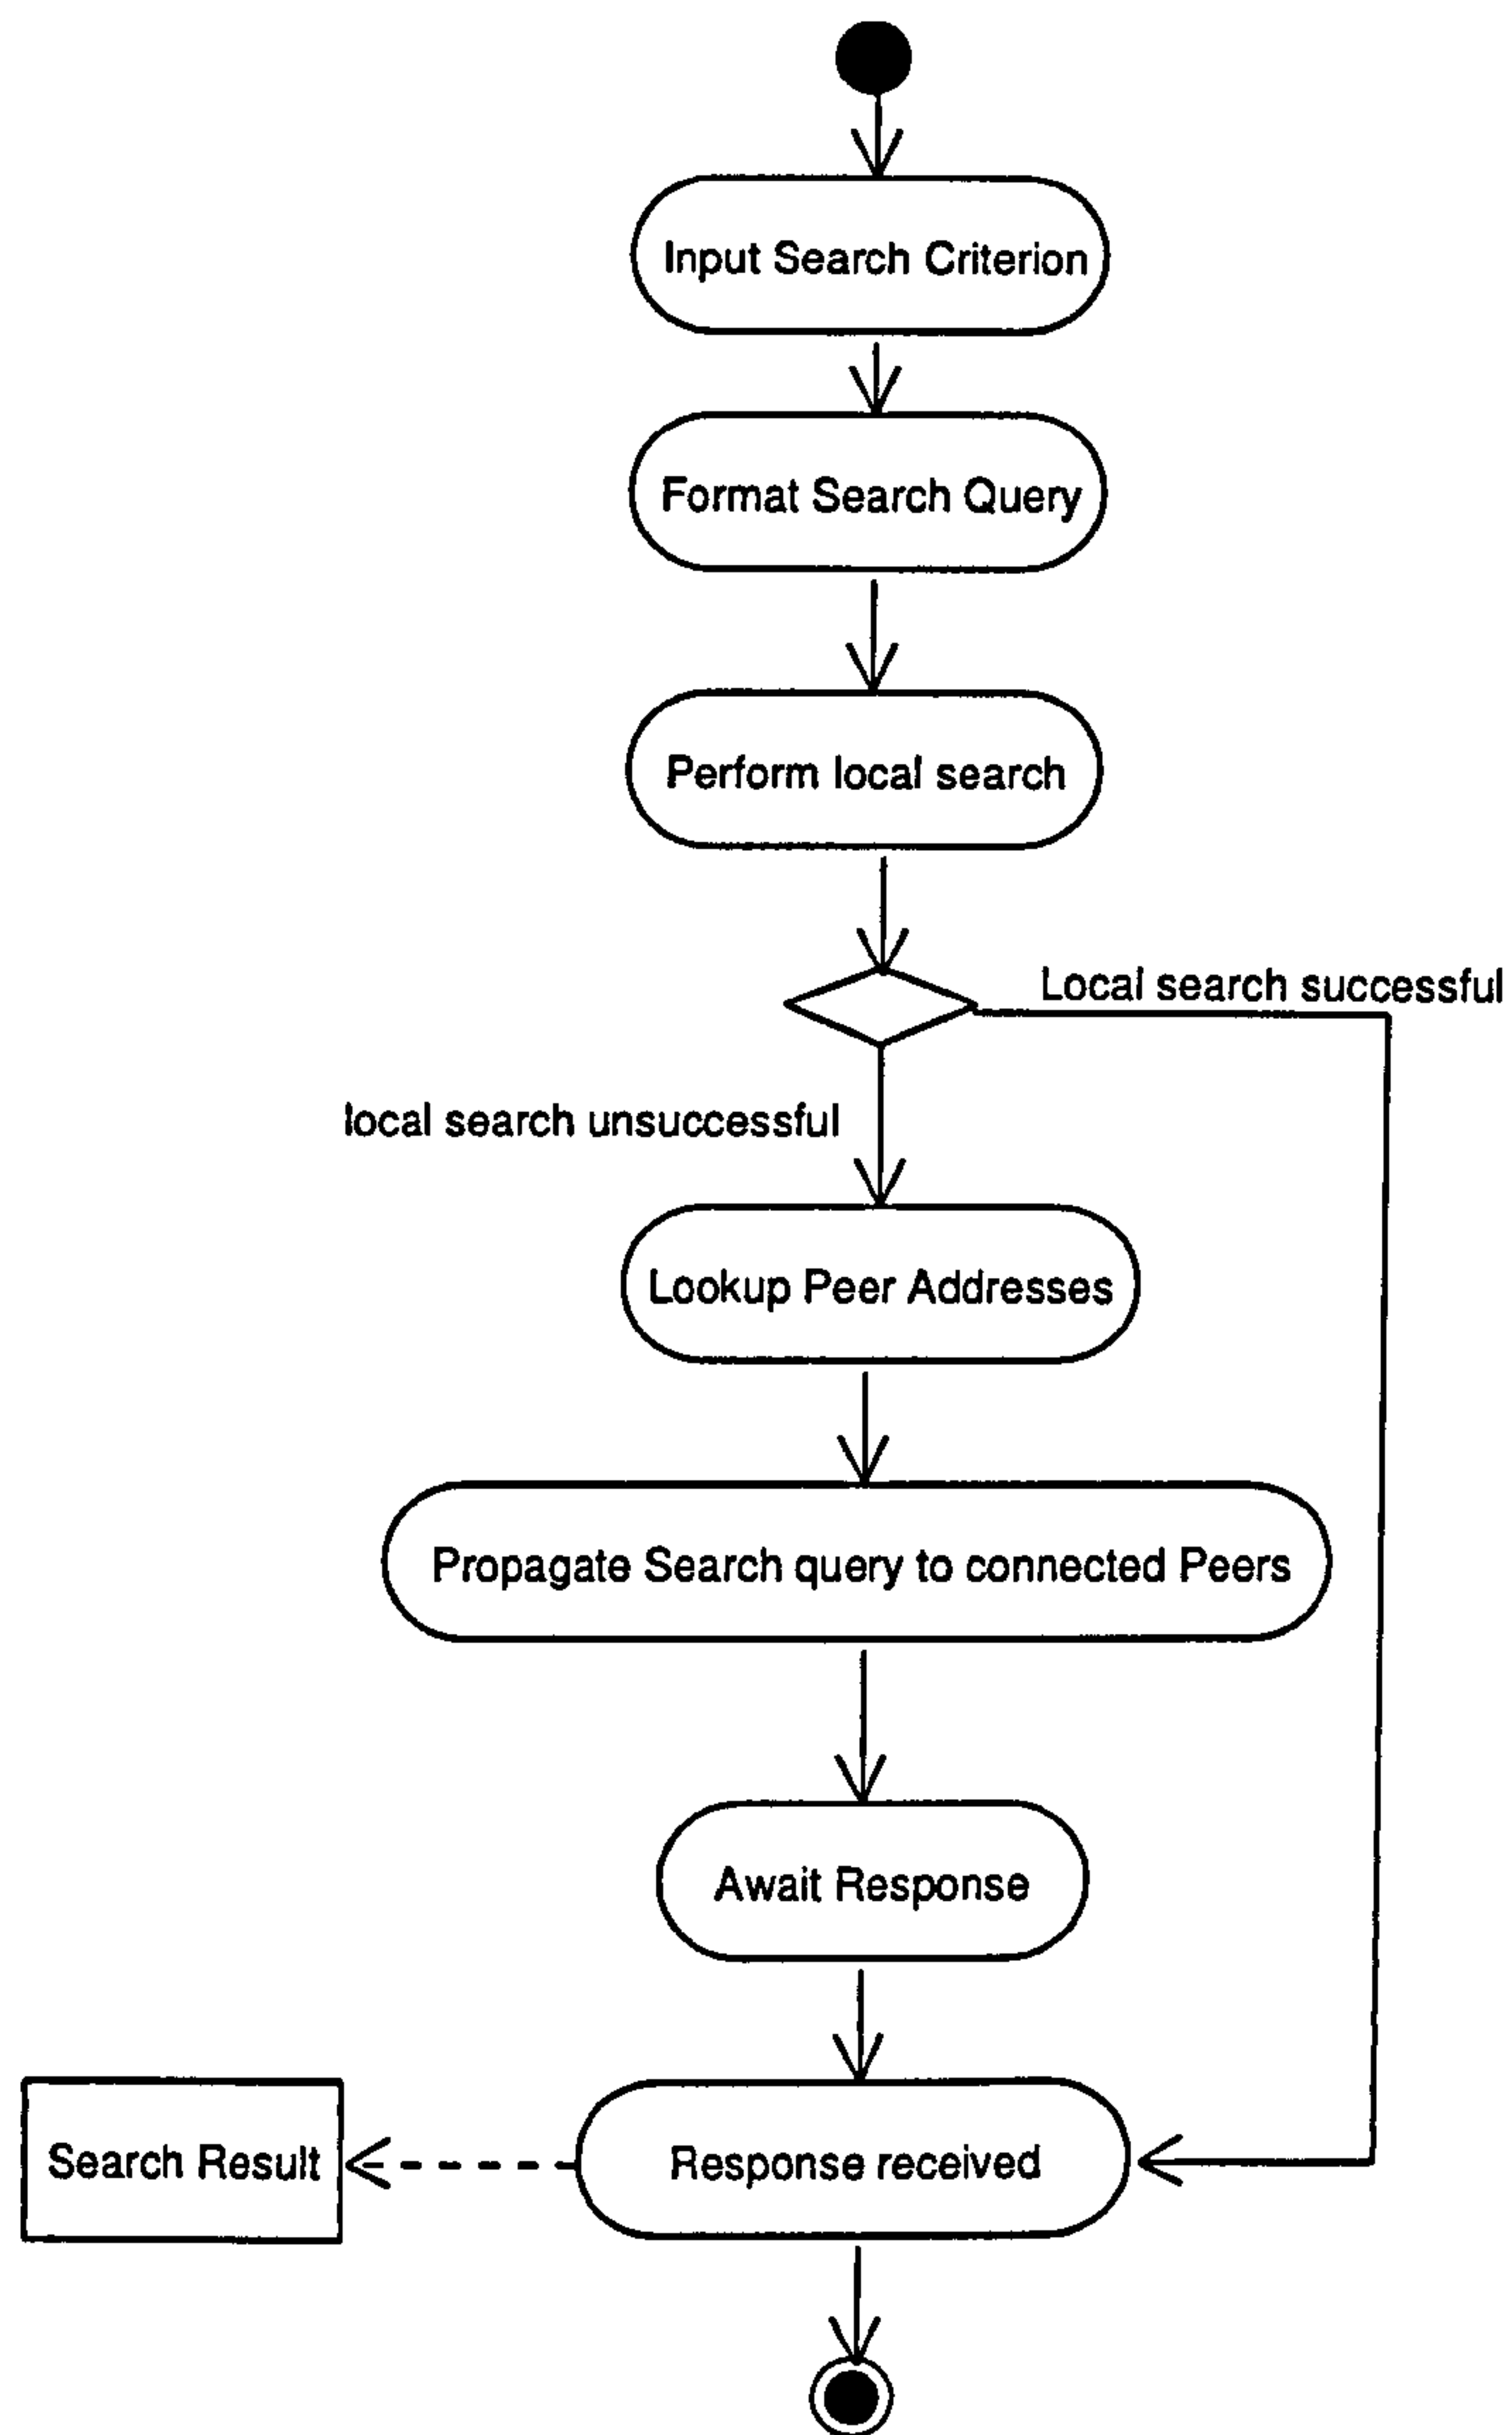 Input Search Criterion
Format Search Query
Perform local search
Local search successful
local search unsuccessful
Lookup Peer Addresses
Propagate Search query to connected Peers
Await Response
Search Result
Response received